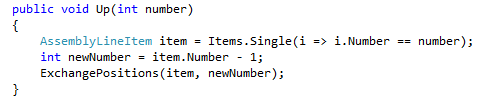 public void Up(int number)
{
    AssemblyLineItem item = Items.Single(i => i.Number == number);
    int newNumber = item.Number - 1;
    ExchangePositions(item, newNumber);
}